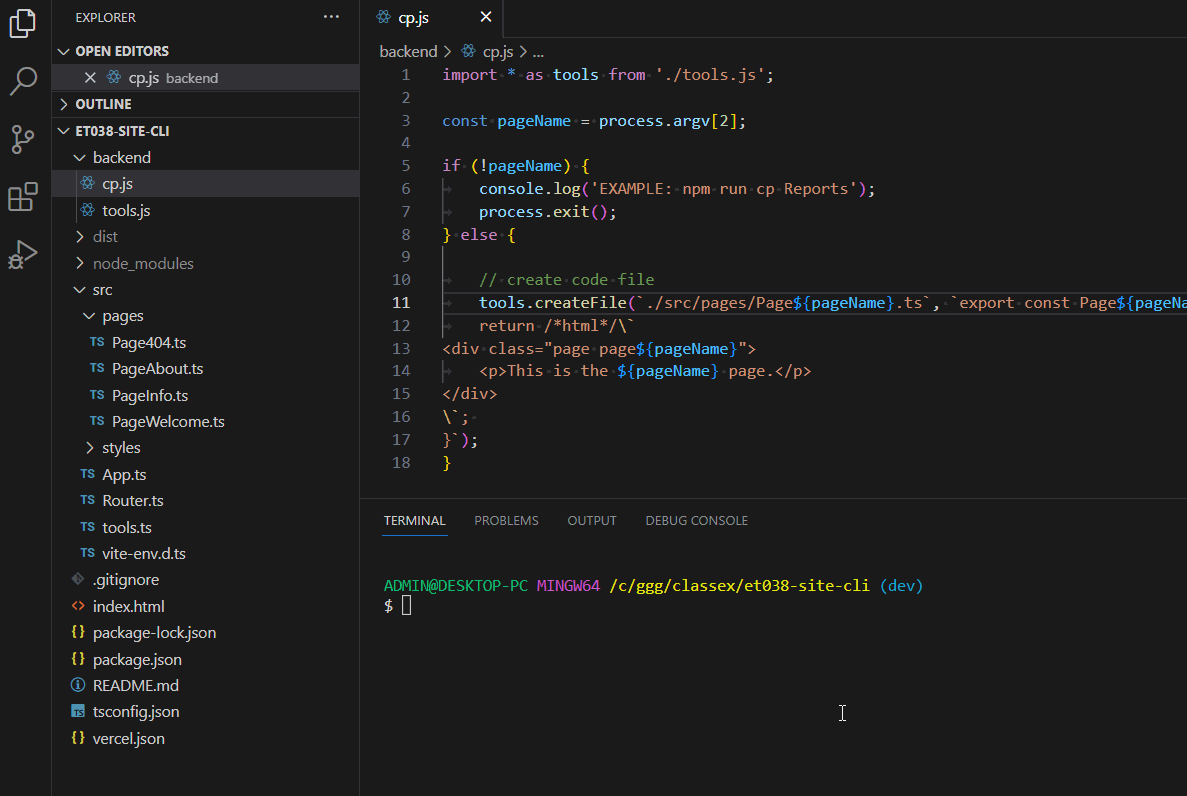 EXPLORER
OPEN EDITORS
cp.js backend
OUTLINE
ET038-SITE-CLI
backend
cp.js
tools.js
dist
node_modules
src
pages
TS Page404.ts
TS PageAbout.ts
TS PageInfo.ts
TS PageWelcome.ts
styles
TS App.ts
TS Router.ts
TS tools.ts
TS vite-env.d.ts
.gitignore
<> index.html
{} package-lock.json
{} package.json
README.md
TS tsconfig.json
{} vercel.json
cp.js
backend > cp.js > ...
1 import * as tools from './tools.js';
2
3 const pageName = process.argv[2];
4
5 if (!pageName) {
6 console.log('EXAMPLE: npm run cp Reports');
7 process.exit();
8 } else {
9
10 // create code file
11 tools.createFile(`./src/pages/Page${pageName}.ts`, `export const Page${pageNa
12 return /*html*/\`
13 <div class="page page${pageName}">
14 <p>This is the ${pageName} page.</p>
15 </div>
16 \`;
17 }`);
18 }
TERMINAL PROBLEMS OUTPUT DEBUG CONSOLE
ADMIN@DESKTOP-PC MINGW64 /c/ggg/classex/et038-site-cli (dev)
$